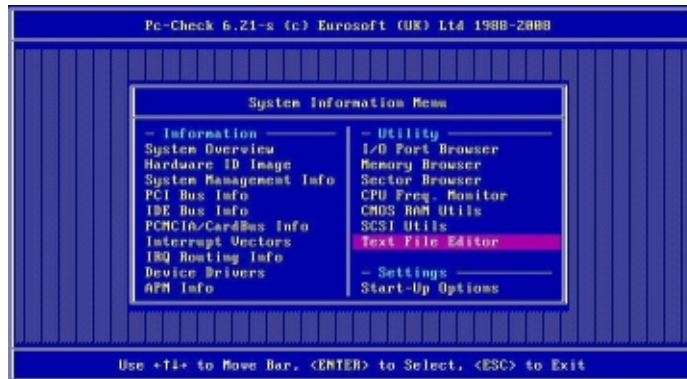 Pc-Check 6.21-s (c) Eurosoft (UK) Ltd 1988-2008
System Information Menu
- Information
System Overview
Hardware ID Image
System Management Info
PCI Bus Info
IDE Bus Info
PCMCIA/CardBus Info
Interrupt Vectors
IRQ Routing Info
Device Drivers
APM Info
- Utility
I/O Port Browser
Memory Browser
Sector Browser
CPU Freq. Monitor
CMOS RAM Utils
SCSI Utils
Text File Editor
- Settings
Start-Up Options
Use ←↑↓→ to Move Bar, <ENTER> to Select, <ESC> to Exit